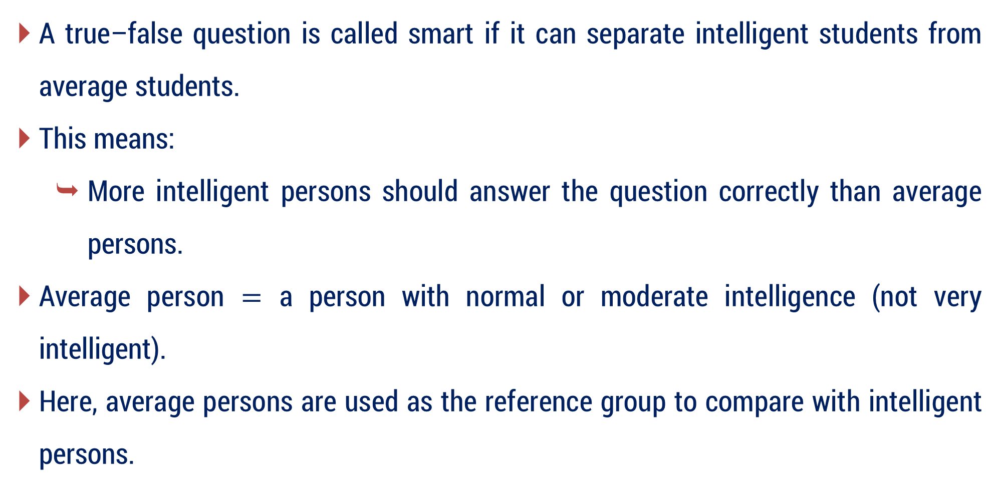 A true–false question is called smart if it can separate intelligent students from
average students.
This means:
More intelligent persons should answer the question correctly than average
persons.
Average person = a person with normal or moderate intelligence (not very
intelligent).
Here, average persons are used as the reference group to compare with intelligent
persons.